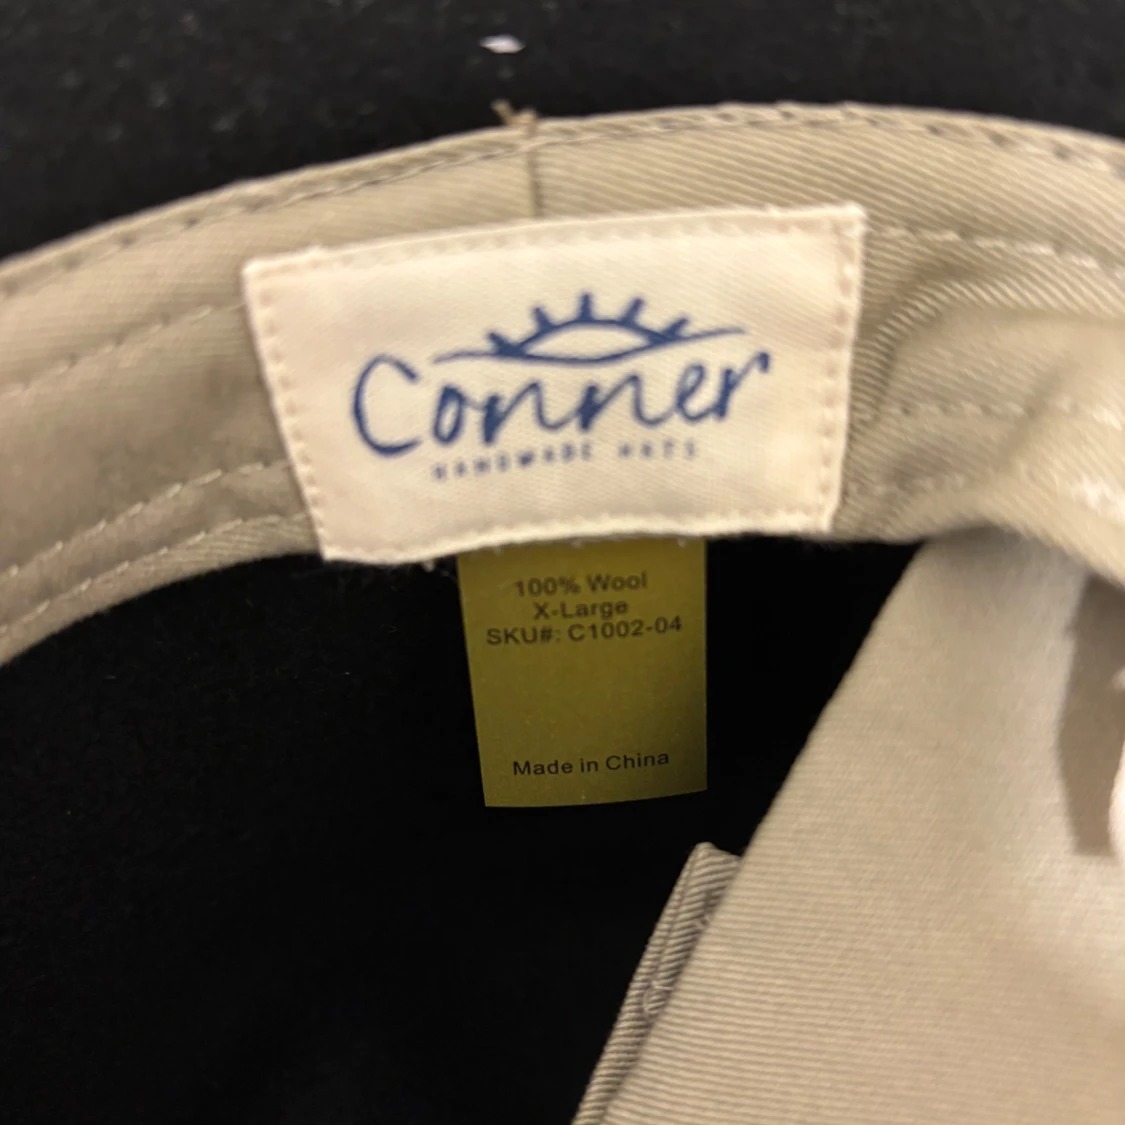 Conner
HANDMADE HATS
100% Wool
X-Large
SKU#: C1002-04
Made in China